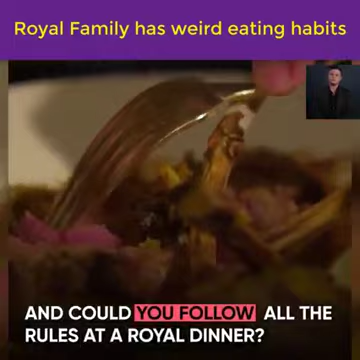 Royal Family has weird eating habits
AND COULD YOU FOLLOW ALL THE
RULES AT A ROYAL DINNER?